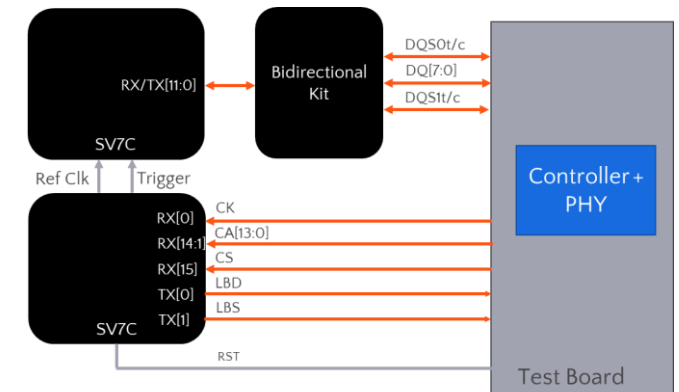 DQS0t/c
DQ[7:0]
DQS1t/c
RX/TX[11:0]
Bidirectional
Kit
SV7C
Ref Clk
Trigger
Controller +
PHY
RX[0]
CK
RX[14:1]
CA[13:0]
RX[15]
CS
TX[0]
LBD
TX[1]
LBS
SV7C
RST
Test Board